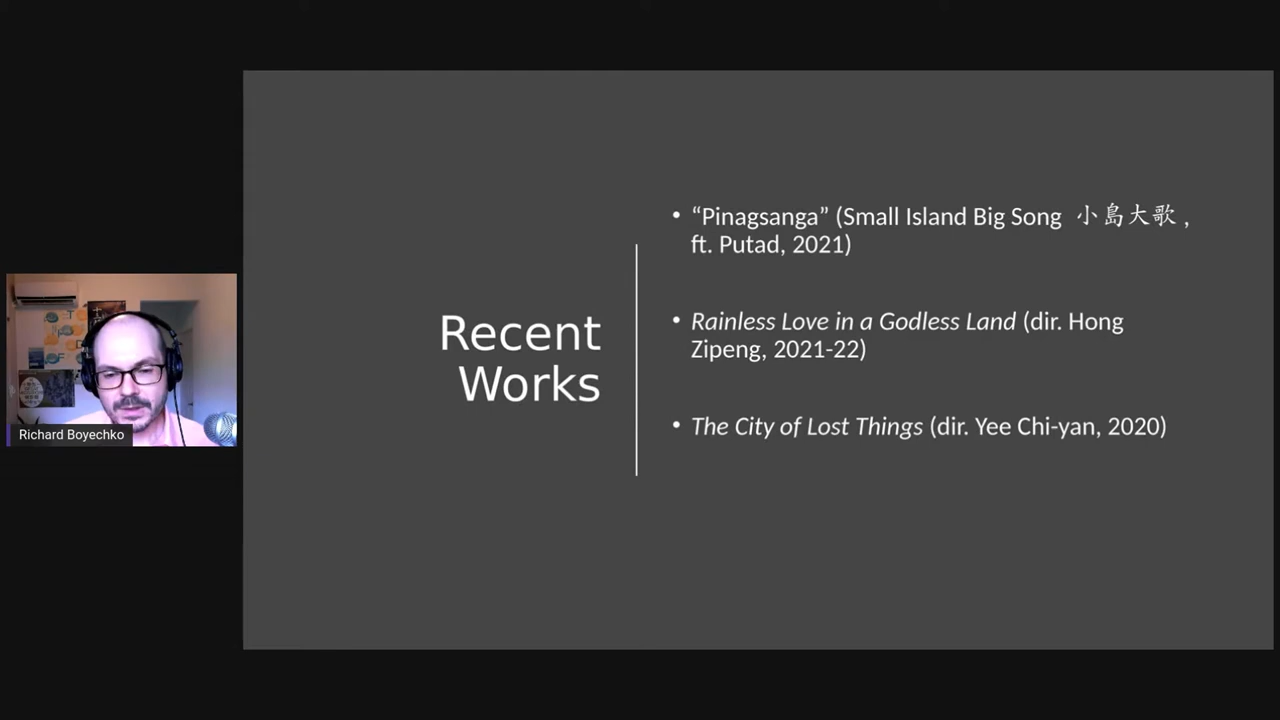 Recent
Works
• “Pinagsanga” (Small Island Big Song 小島大歌 ,
ft. Putad, 2021)
• Rainless Love in a Godless Land (dir. Hong
Zipeng, 2021-22)
• The City of Lost Things (dir. Yee Chi-yan, 2020)
Richard Boyechko